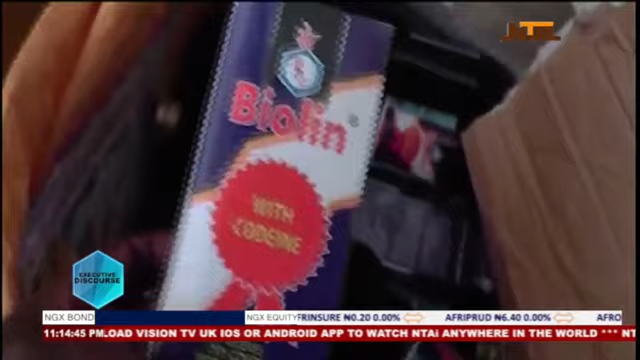 Biolin®
WITH
CODEINE
EXECUTIVE
DISCOURSE
NGX BOND
NGX EQUITY FRINSURE ₦0.20 0.00% AFRIPRUD ₦6.40 0.00% AFRO
11:14:45 PM LOAD VISION TV UK IOS OR ANDROID APP TO WATCH NTAi ANYWHERE IN THE WORLD *** NT